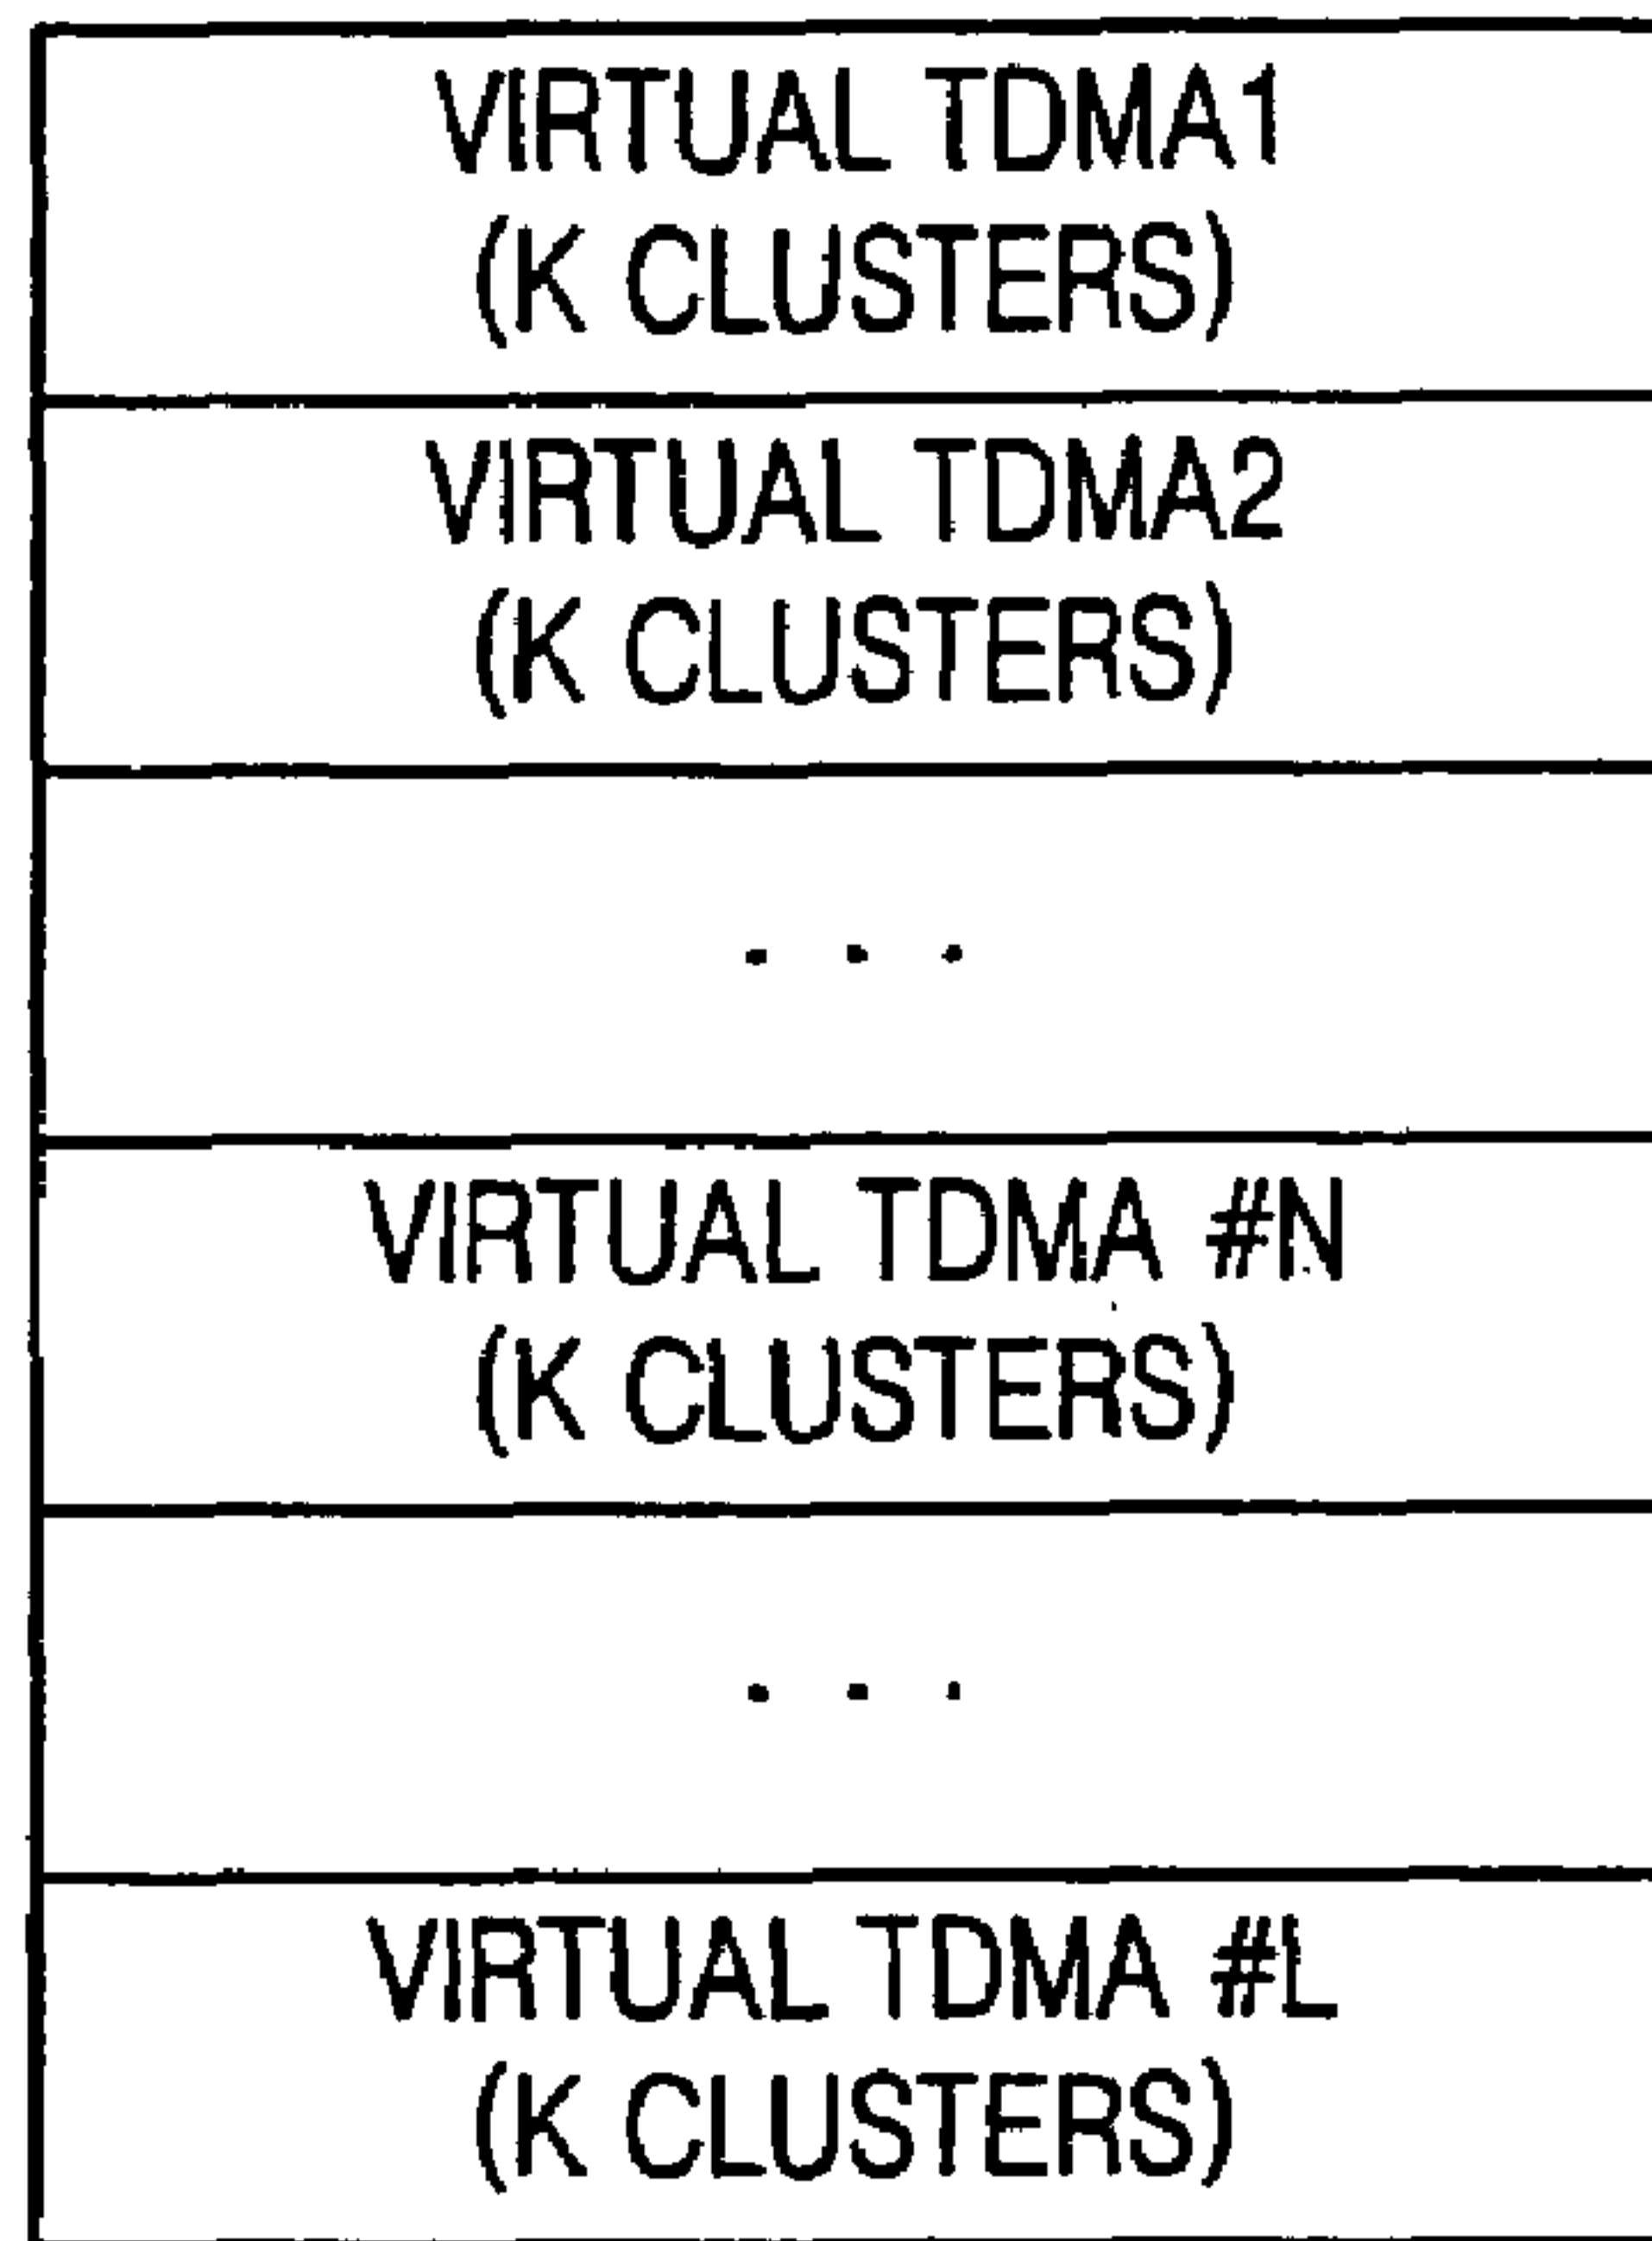 VIRTUAL TDMA1
(K CLUSTERS)
VIRTUAL TDMA2
(K CLUSTERS)
. . .
VIRTUAL TDMA #N
(K CLUSTERS)
. . .
VIRTUAL TDMA #L
(K CLUSTERS)